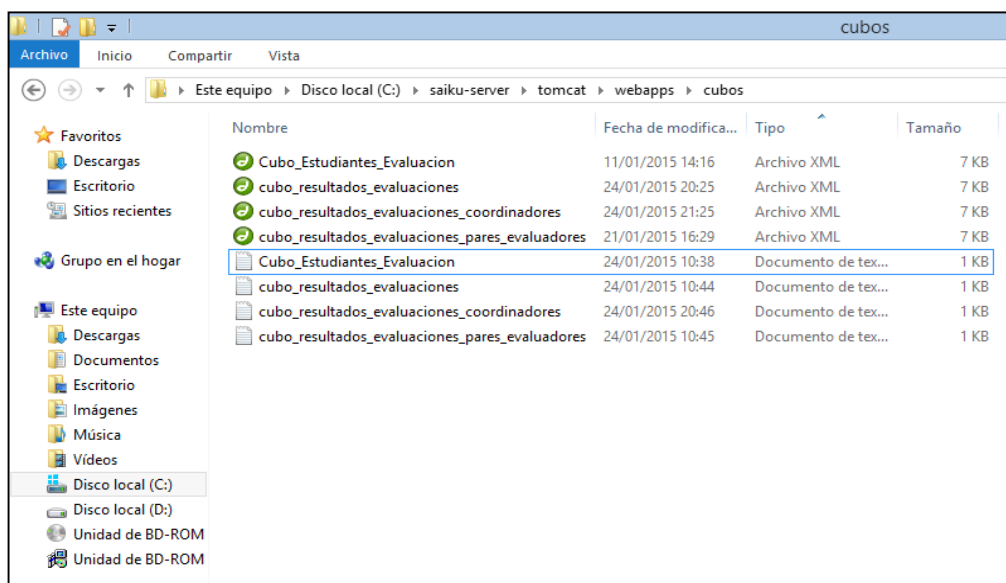 cubos
Archivo Inicio Compartir Vista
Este equipo Disco local (C:) saiku-server tomcat webapps cubos
Favoritos
Descargas
Escritorio
Sitios recientes
Grupo en el hogar
Este equipo
Descargas
Documentos
Escritorio
Imágenes
Música
Vídeos
Disco local (C:)
Disco local (D:)
Unidad de BD-ROM
Unidad de BD-ROM
Nombre Fecha de modifica... Tipo Tamaño
Cubo_Estudiantes_Evaluacion 11/01/2015 14:16 Archivo XML 7 KB
cubo_resultados_evaluaciones 24/01/2015 20:25 Archivo XML 7 KB
cubo_resultados_evaluaciones_coordinadores 24/01/2015 21:25 Archivo XML 7 KB
cubo_resultados_evaluaciones_pares_evaluadores 21/01/2015 16:29 Archivo XML 7 KB
Cubo_Estudiantes_Evaluacion 24/01/2015 10:38 Documento de tex... 1 KB
cubo_resultados_evaluaciones 24/01/2015 10:44 Documento de tex... 1 KB
cubo_resultados_evaluaciones_coordinadores 24/01/2015 20:46 Documento de tex... 1 KB
cubo_resultados_evaluaciones_pares_evaluadores 24/01/2015 10:45 Documento de tex... 1 KB